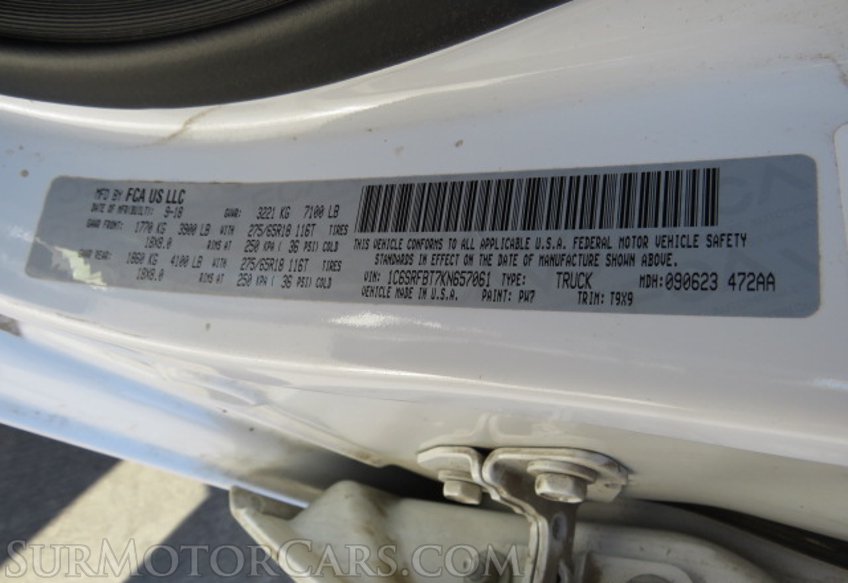 MFD BY FCA US LLC
DATE OF MFR(BUILT): 9-18 GVWR: 3221 KG 7100 LB
GAWR FRONT: 1770 KG 3900 LB WITH 275/65R18 116T TIRES
18X8.0 RIMS AT 250 KPA ( 36 PSI) COLD
GAWR REAR: 1860 KG 4100 LB WITH 275/65R18 116T TIRES
18X8.0 RIMS AT 250 KPA ( 36 PSI) COLD
THIS VEHICLE CONFORMS TO ALL APPLICABLE U.S.A. FEDERAL MOTOR VEHICLE SAFETY
STANDARDS IN EFFECT ON THE DATE OF MANUFACTURE SHOWN ABOVE.
VIN: 1C6SRFBT7KN657061 TYPE: TRUCK MDH: 090623 472AA
VEHICLE MADE IN U.S.A. PAINT: PW7 TRIM: T9X9
SURMOTORCARS.COM
SURMOTORCARS.COM